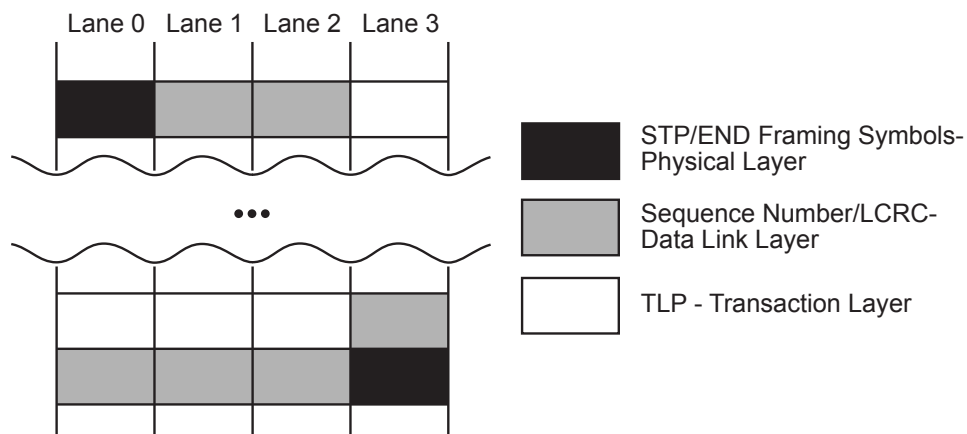 Lane 0 Lane 1 Lane 2 Lane 3
STP/END Framing Symbols-
Physical Layer
Sequence Number/LCRC-
Data Link Layer
TLP - Transaction Layer